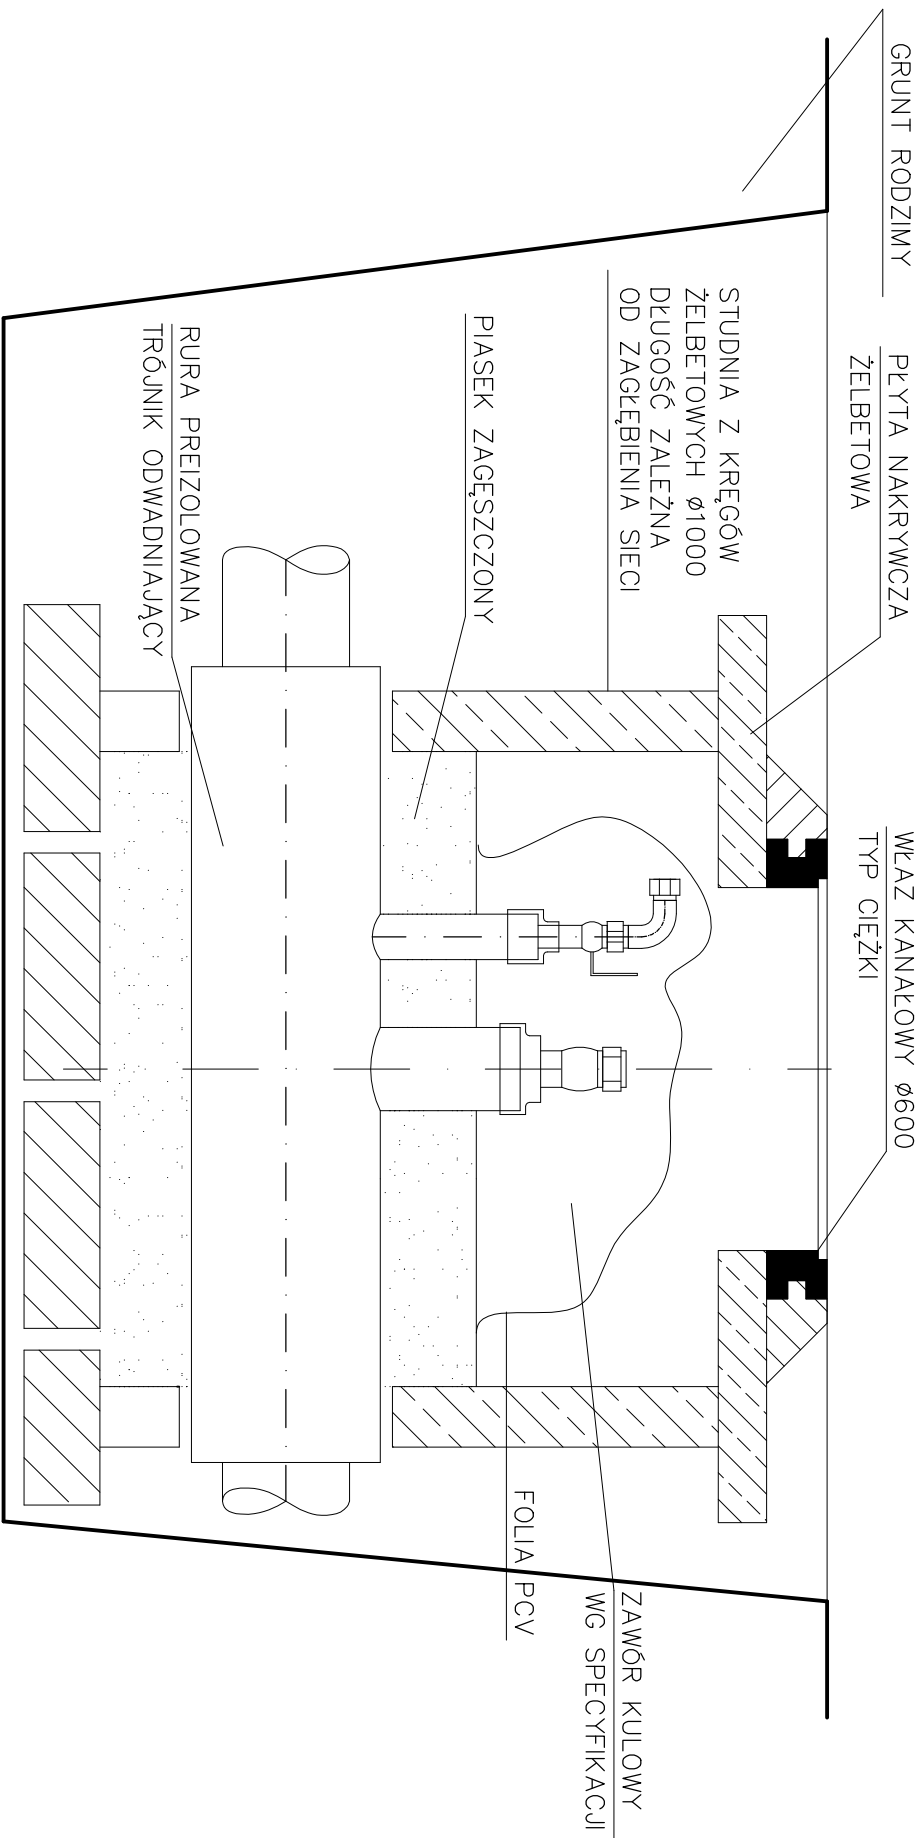 GRUNT RODZIMY
PŁYTA NAKRYWCZA
ŻELBETOWA
WŁAZ KANAŁOWY ø600
TYP CIĘŻKI
STUDNIA Z KRĘGÓW
ŻELBETOWYCH ø1000
DŁUGOŚĆ ZALEŻNA
OD ZAGŁĘBIENIA SIECI
PIASEK ZAGĘSZCZONY
RURA PREIZOLOWANA
TRÓJNIK ODWADNIAJĄCY
ZAWÓR KULOWY
WG SPECYFIKACJI
FOLIA PCV